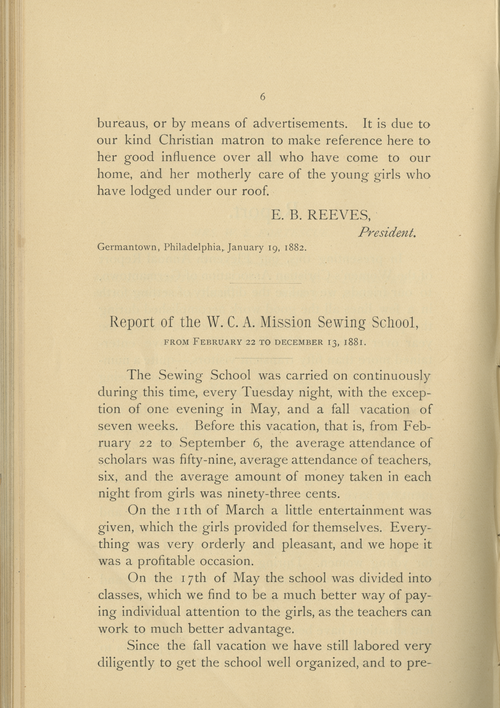 6
bureaus, or by means of advertisements. It is due to
our kind Christian matron to make reference here to
her good influence over all who have come to our
home, and her motherly care of the young girls who
have lodged under our roof.
E. B. REEVES,
President.
Germantown, Philadelphia, January 19, 1882.
Report of the W. C. A. Mission Sewing School,
FROM FEBRUARY 22 TO DECEMBER 13, 1881.
The Sewing School was carried on continuously
during this time, every Tuesday night, with the excep-
tion of one evening in May, and a fall vacation of
seven weeks. Before this vacation, that is, from Feb-
ruary 22 to September 6, the average attendance of
scholars was fifty-nine, average attendance of teachers,
six, and the average amount of money taken in each
night from girls was ninety-three cents.
On the 11th of March a little entertainment was
given, which the girls provided for themselves. Every-
thing was very orderly and pleasant, and we hope it
was a profitable occasion.
On the 17th of May the school was divided into
classes, which we find to be a much better way of pay-
ing individual attention to the girls, as the teachers can
work to much better advantage.
Since the fall vacation we have still labored very
diligently to get the school well organized, and to pre-